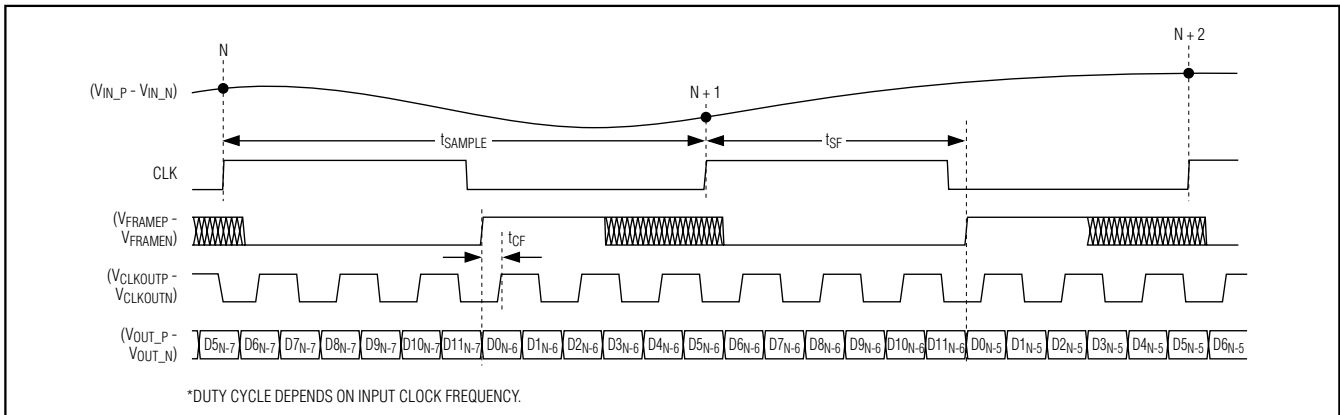 N
N + 1
N + 2
(VIN_P - VIN_N)
tSAMPLE
tSF
CLK
(VFRAMEP -
VFRAMEN)
tCF
(VCLKOUTP -
VCLKOUTN)
(VOUT_P -
VOUT_N)
D5N-7 D6N-7 D7N-7 D8N-7 D9N-7 D10N-7 D11N-7 D0N-6 D1N-6 D2N-6 D3N-6 D4N-6 D5N-6 D6N-6 D7N-6 D8N-6 D9N-6 D10N-6 D11N-6 D0N-5 D1N-5 D2N-5 D3N-5 D4N-5 D5N-5 D6N-5
*DUTY CYCLE DEPENDS ON INPUT CLOCK FREQUENCY.